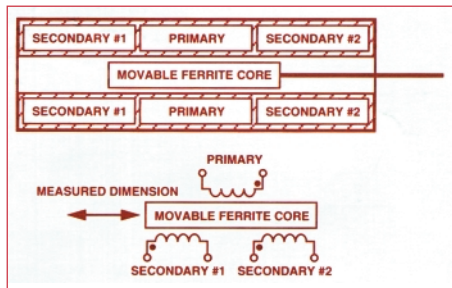 SECONDARY #1 PRIMARY SECONDARY #2
MOVABLE FERRITE CORE
SECONDARY #1 PRIMARY SECONDARY #2
PRIMARY
MEASURED DIMENSION
MOVABLE FERRITE CORE
SECONDARY #1 SECONDARY #2